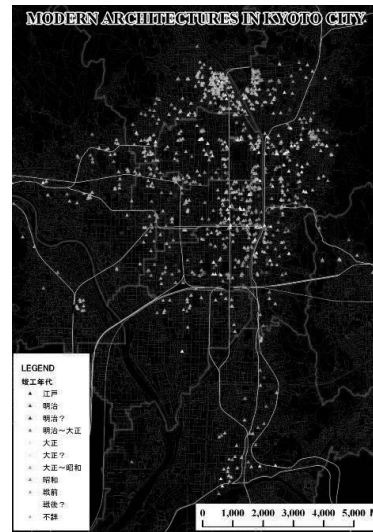 MODERN ARCHITECTURES IN KYOTO CITY
LEGEND
竣工年代
江戸
明治
明治?
明治~大正
大正
大正?
大正~昭和
昭和
戦前
戦後?
不詳
0 1,000 2,000 3,000 4,000 5,000 M